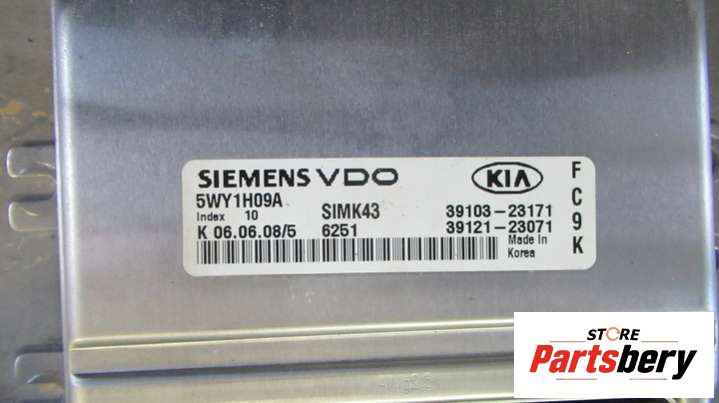 SIEMENS VDO KIA
5WY1H09A
Index 10 SIMK43 39103-23171
K 06.06.08/5 6251 39121-23071
Made In
Korea
F
C
9
K
STORE
Partsbery